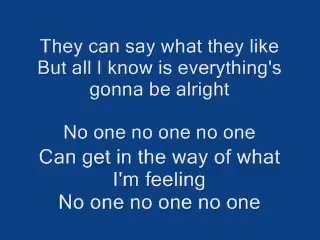 They can say what they like
But all I know is everything's
gonna be alright
No one no one no one
Can get in the way of what
I'm feeling
No one no one no one